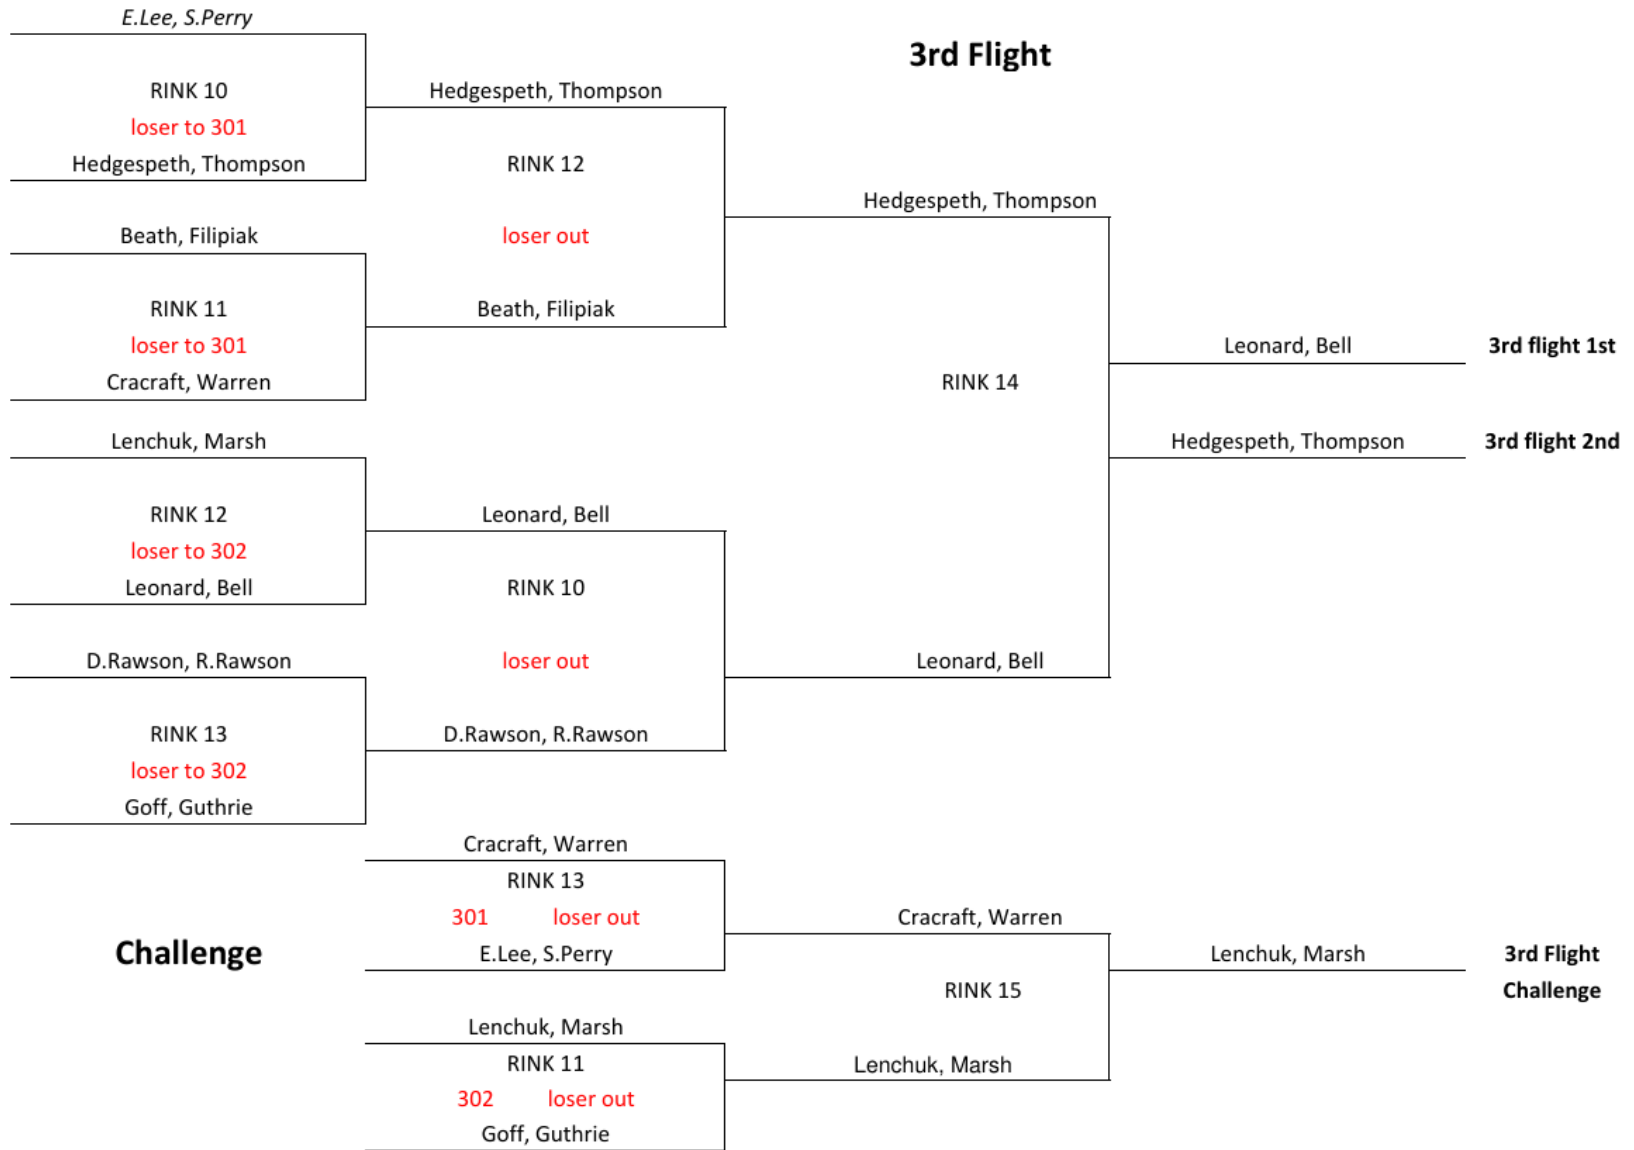 E.Lee, S.Perry
3rd Flight
RINK 10
Hedgespeth, Thompson
loser to 301
Hedgespeth, Thompson
RINK 12
Hedgespeth, Thompson
Beath, Filipiak
loser out
RINK 11
Beath, Filipiak
loser to 301
Leonard, Bell
3rd flight 1st
Cracraft, Warren
RINK 14
Lenchuk, Marsh
Hedgespeth, Thompson
3rd flight 2nd
RINK 12
Leonard, Bell
loser to 302
Leonard, Bell
RINK 10
D.Rawson, R.Rawson
loser out
Leonard, Bell
RINK 13
D.Rawson, R.Rawson
loser to 302
Goff, Guthrie
Cracraft, Warren
RINK 13
301 loser out
Cracraft, Warren
Challenge
E.Lee, S.Perry
Lenchuk, Marsh
3rd Flight
RINK 15
Challenge
Lenchuk, Marsh
RINK 11
Lenchuk, Marsh
302 loser out
Goff, Guthrie